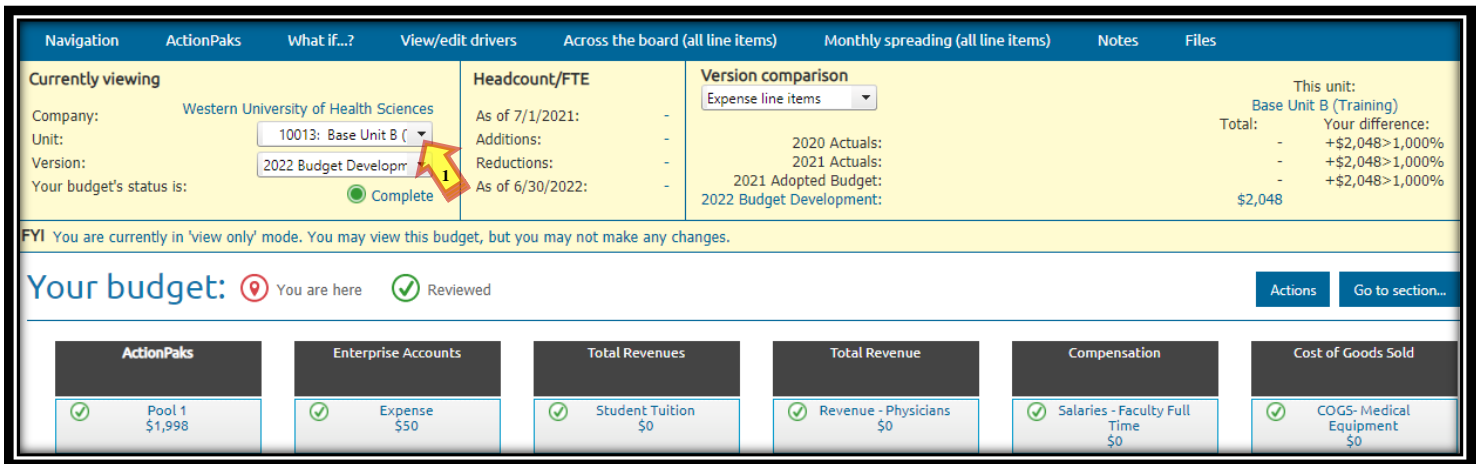 Navigation ActionPaks What if...? View/edit drivers Across the board (all line items) Monthly spreading (all line items) Notes Files
Currently viewing
Company: Western University of Health Sciences
Unit: 10013: Base Unit B (
Version: 2022 Budget Developm
Your budget's status is: Complete
1
Headcount/FTE
As of 7/1/2021: -
Additions: -
Reductions: -
As of 6/30/2022: -
Version comparison
Expense line items
This unit:
Base Unit B (Training)
Total: Your difference:
2020 Actuals: - +$2,048>1,000%
2021 Actuals: - +$2,048>1,000%
2021 Adopted Budget: - +$2,048>1,000%
2022 Budget Development: $2,048
FYI You are currently in 'view only' mode. You may view this budget, but you may not make any changes.
Your budget: You are here Reviewed
Actions Go to section...
ActionPaks
Pool 1
$1,998
Enterprise Accounts
Expense
$50
Total Revenues
Student Tuition
$0
Total Revenue
Revenue - Physicians
$0
Compensation
Salaries - Faculty Full
Time
$0
Cost of Goods Sold
COGS- Medical
Equipment
$0